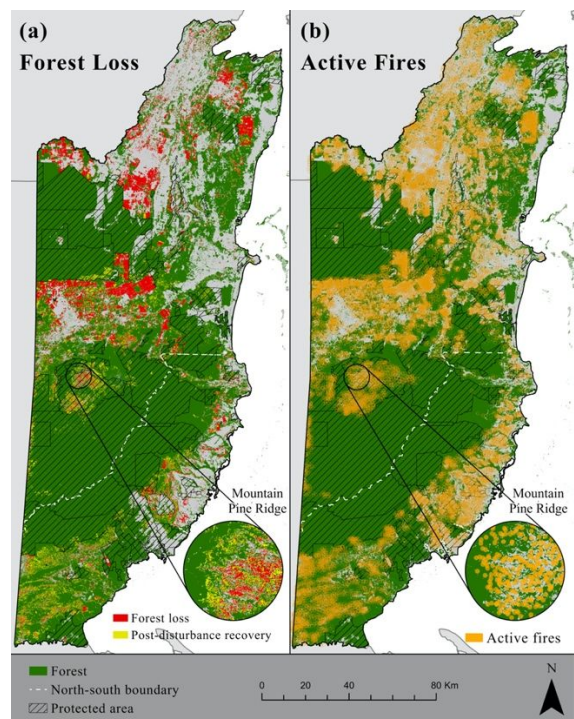 (a)
Forest Loss
(b)
Active Fires
Mountain
Pine Ridge
Mountain
Pine Ridge
Forest loss
Post-disturbance recovery
Active fires
Forest
North-south boundary
Protected area
0 20 40 80 Km
N